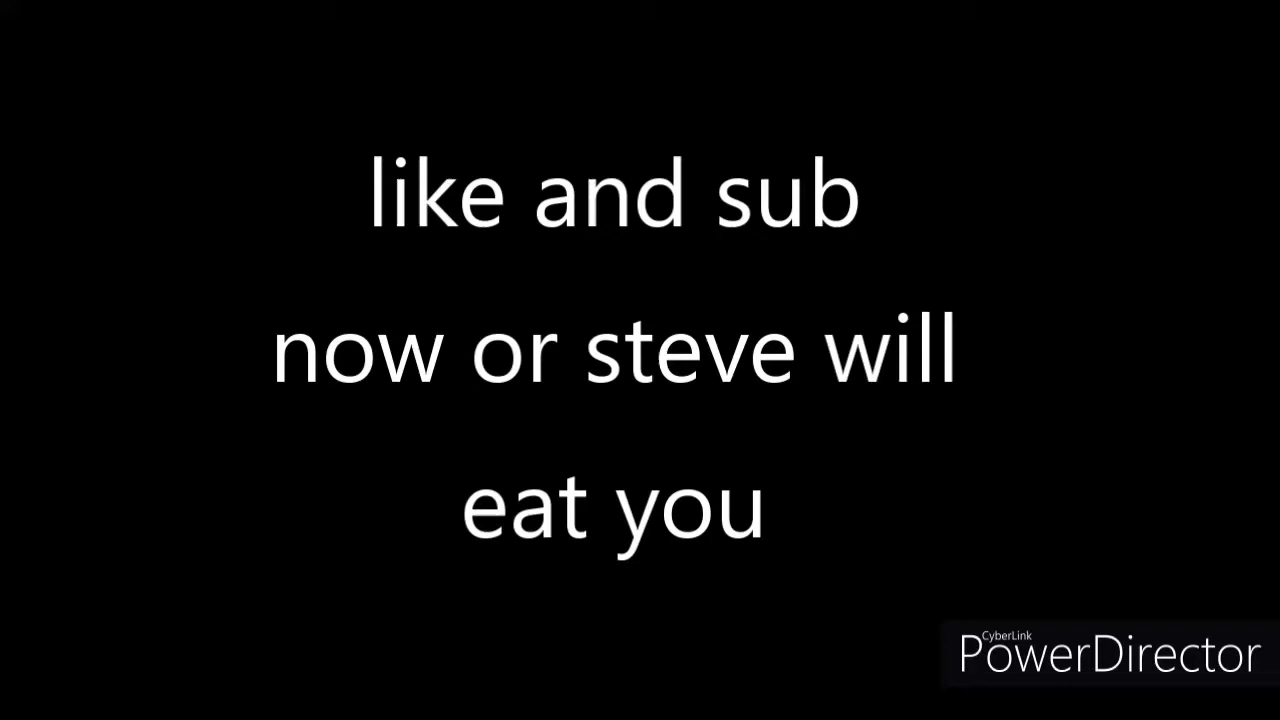 like and sub
now or steve will
eat you
CyberLink
PowerDirector